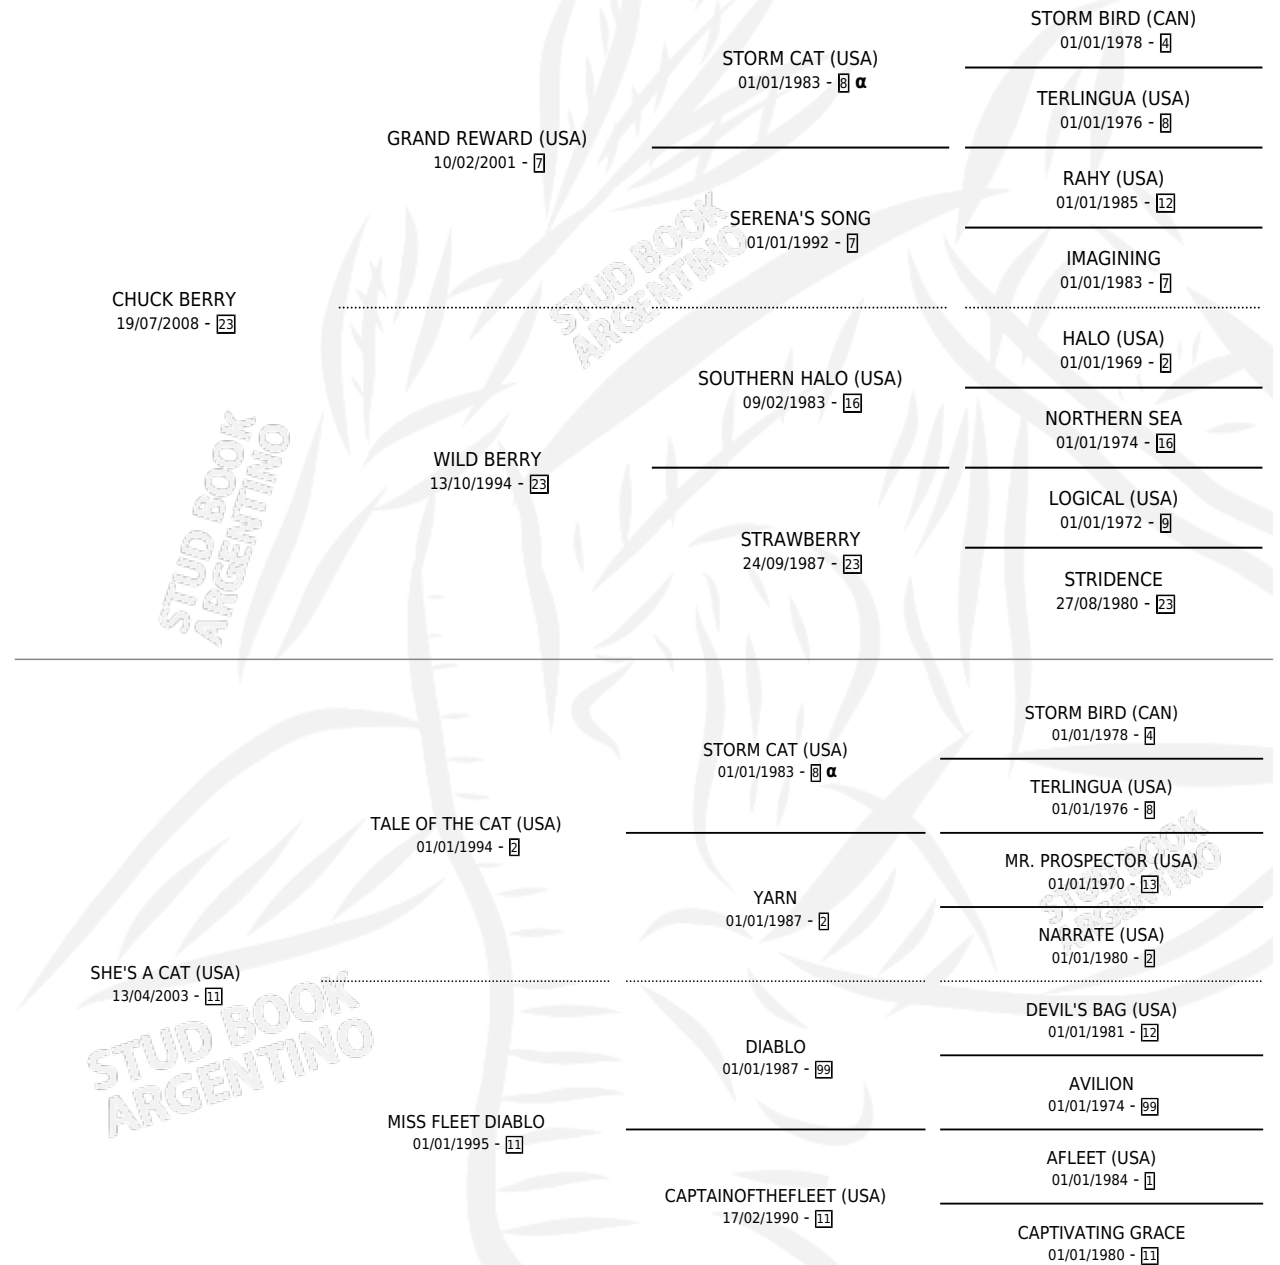 STORM BIRD (CAN)
01/01/1978 - 4
STORM CAT (USA)
01/01/1983 - 8 α
TERLINGUA (USA)
01/01/1976 - 8
GRAND REWARD (USA)
10/02/2001 - 7
RAHY (USA)
01/01/1985 - 12
SERENA'S SONG
01/01/1992 - 7
IMAGINING
01/01/1983 - 7
CHUCK BERRY
19/07/2008 - 23
HALO (USA)
01/01/1969 - 2
SOUTHERN HALO (USA)
09/02/1983 - 16
NORTHERN SEA
01/01/1974 - 16
WILD BERRY
13/10/1994 - 23
LOGICAL (USA)
01/01/1972 - 9
STRAWBERRY
24/09/1987 - 23
STRIDENCE
27/08/1980 - 23
STUD BOOK
ARGENTINO
STUD BOOK
ARGENTINO
STORM BIRD (CAN)
01/01/1978 - 4
STORM CAT (USA)
01/01/1983 - 8 α
TERLINGUA (USA)
01/01/1976 - 8
TALE OF THE CAT (USA)
01/01/1994 - 2
MR. PROSPECTOR (USA)
01/01/1970 - 13
YARN
01/01/1987 - 2
NARRATE (USA)
01/01/1980 - 2
SHE'S A CAT (USA)
13/04/2003 - 11
DEVIL'S BAG (USA)
01/01/1981 - 12
DIABLO
01/01/1987 - 99
AVILION
01/01/1974 - 99
MISS FLEET DIABLO
01/01/1995 - 11
AFLEET (USA)
01/01/1984 - 1
CAPTAINOFTHEFLEET (USA)
17/02/1990 - 11
CAPTIVATING GRACE
01/01/1980 - 11
STUD BOOK
ARGENTINO
STUD BOOK
ARGENTINO